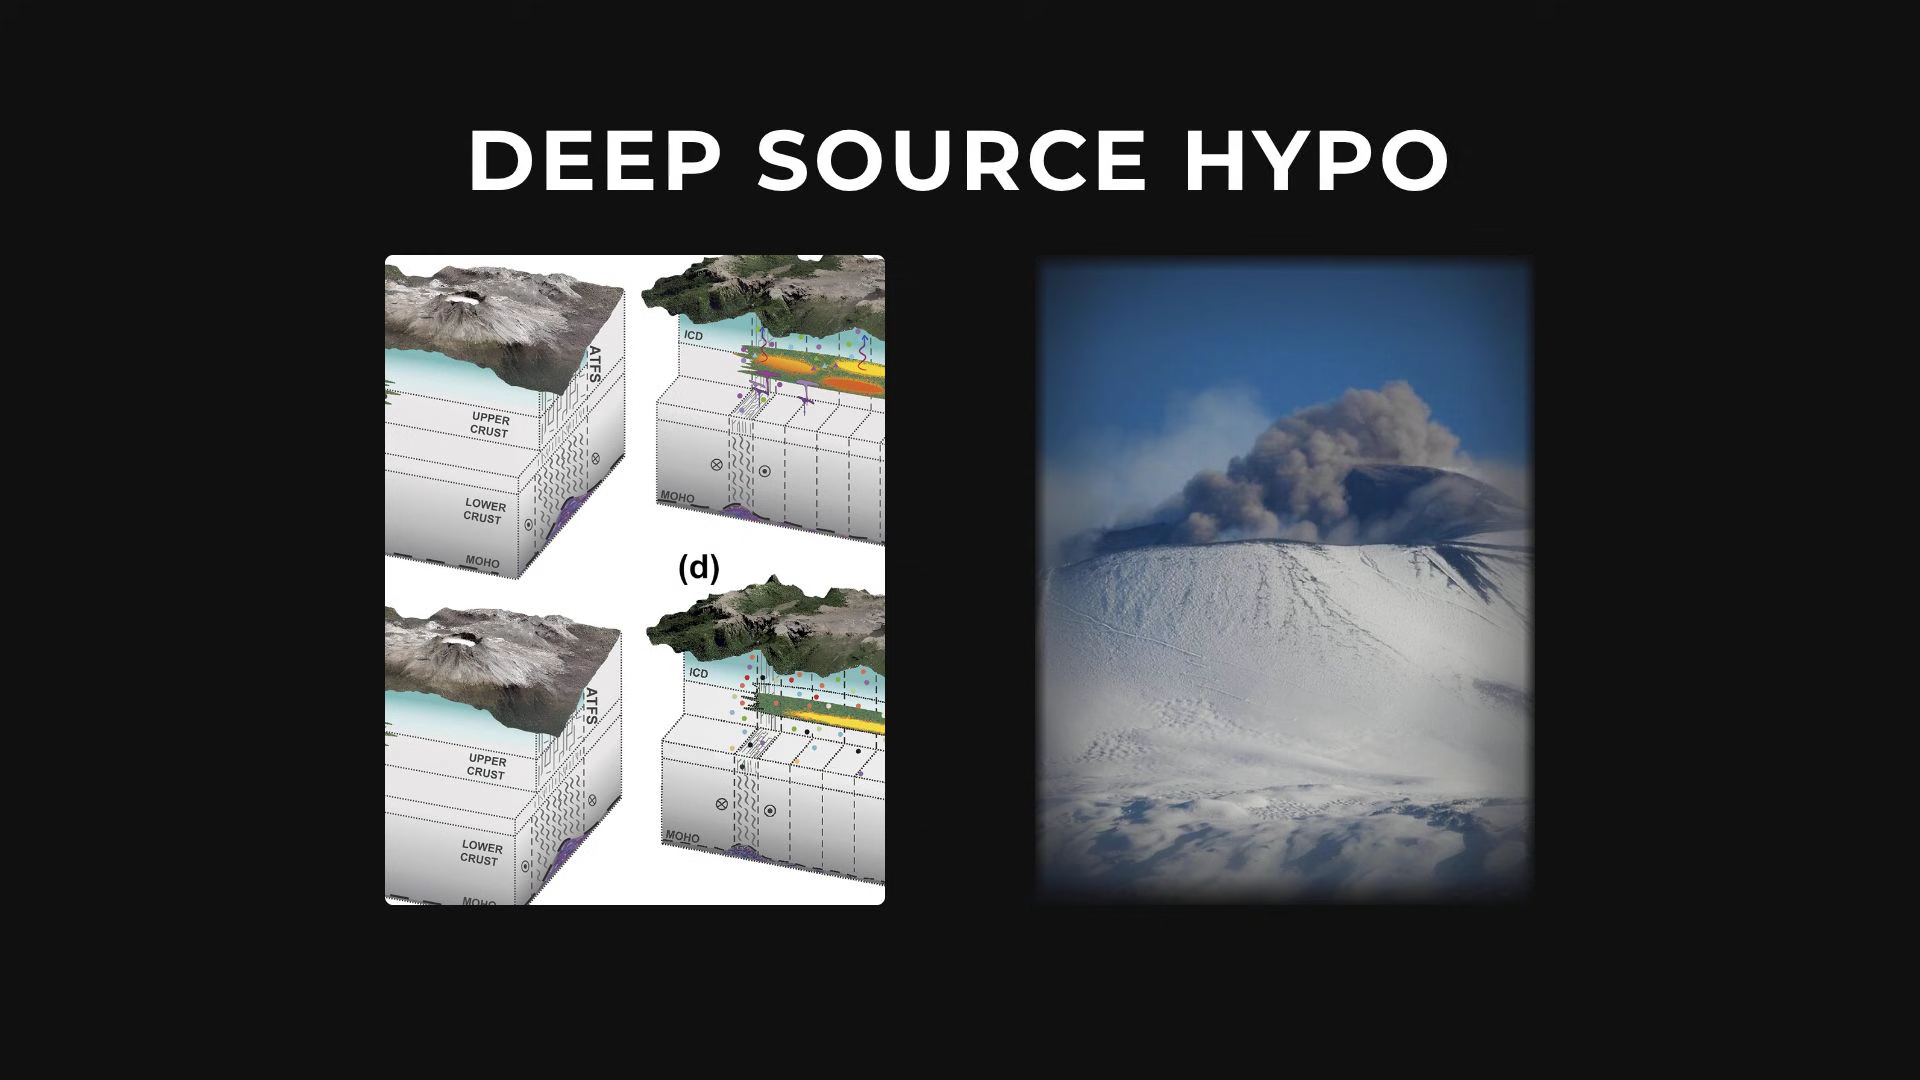 DEEP SOURCE HYPO
ATFS
UPPER
CRUST
LOWER
CRUST
MOHO
ICD
MOHO
(d)
ATFS
UPPER
CRUST
LOWER
CRUST
MOHO
ICD
MOHO